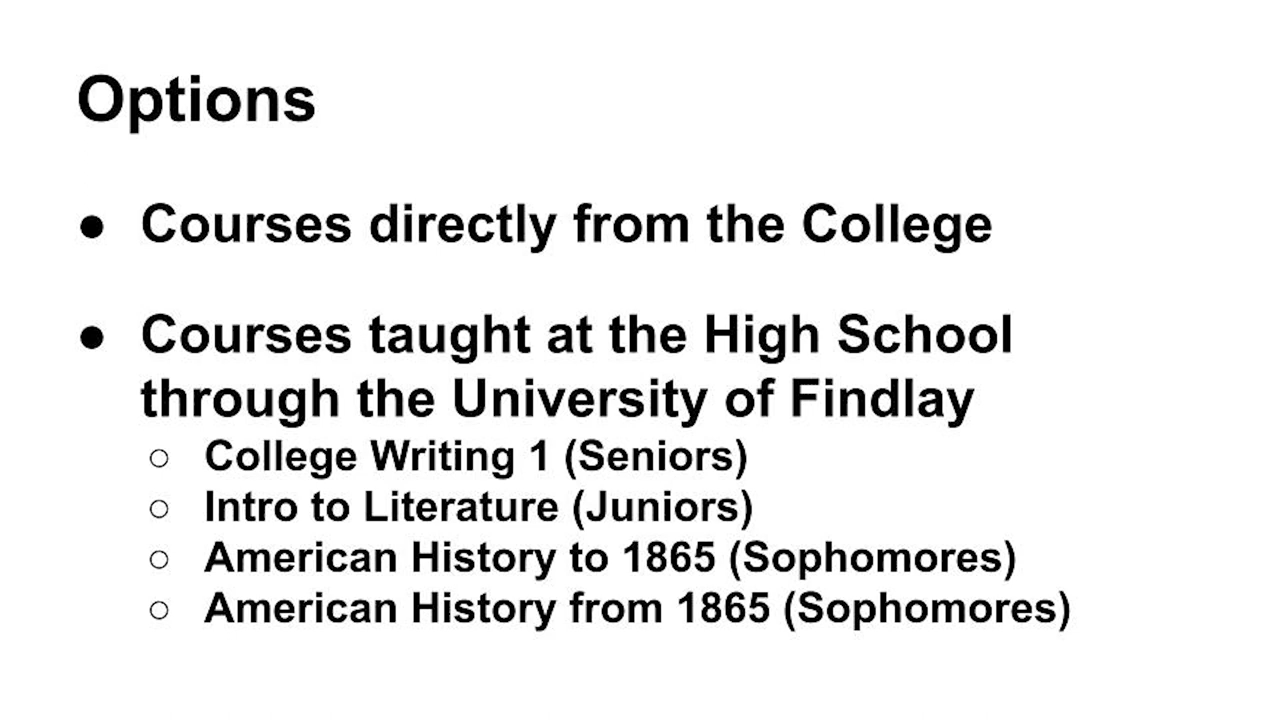 Options
● Courses directly from the College
● Courses taught at the High School
through the University of Findlay
○ College Writing 1 (Seniors)
○ Intro to Literature (Juniors)
○ American History to 1865 (Sophomores)
○ American History from 1865 (Sophomores)